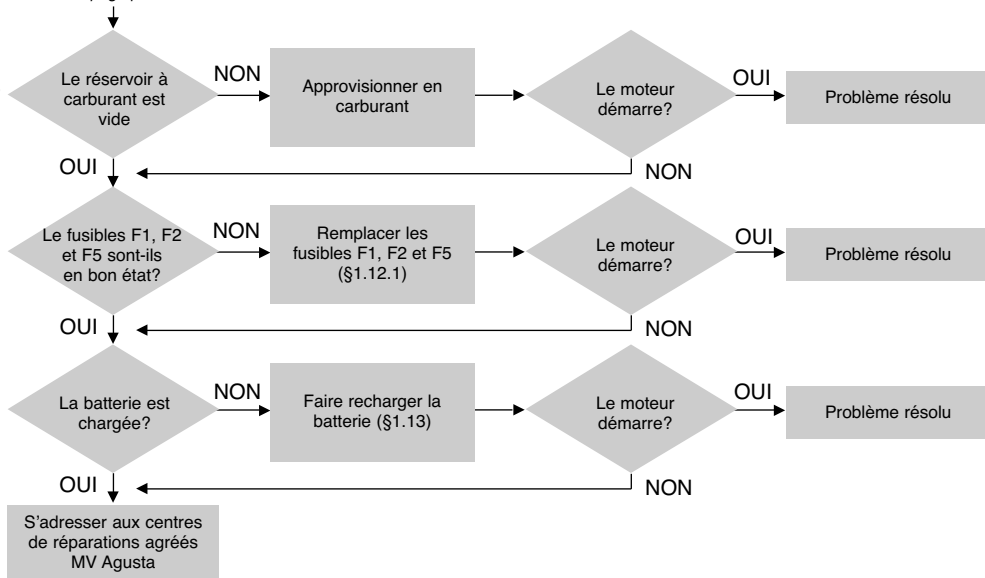 Le réservoir à
carburant est
vide
NON
Approvisionner en
carburant
Le moteur
démarre?
OUI
Problème résolu
OUI
NON
Le fusibles F1, F2
et F5 sont-ils
en bon état?
NON
Remplacer les
fusibles F1, F2 et F5
(§1.12.1)
Le moteur
démarre?
OUI
Problème résolu
OUI
NON
La batterie est
chargée?
NON
Faire recharger la
batterie (§1.13)
Le moteur
démarre?
OUI
Problème résolu
OUI
NON
S'adresser aux centres
de réparations agréés
MV Agusta